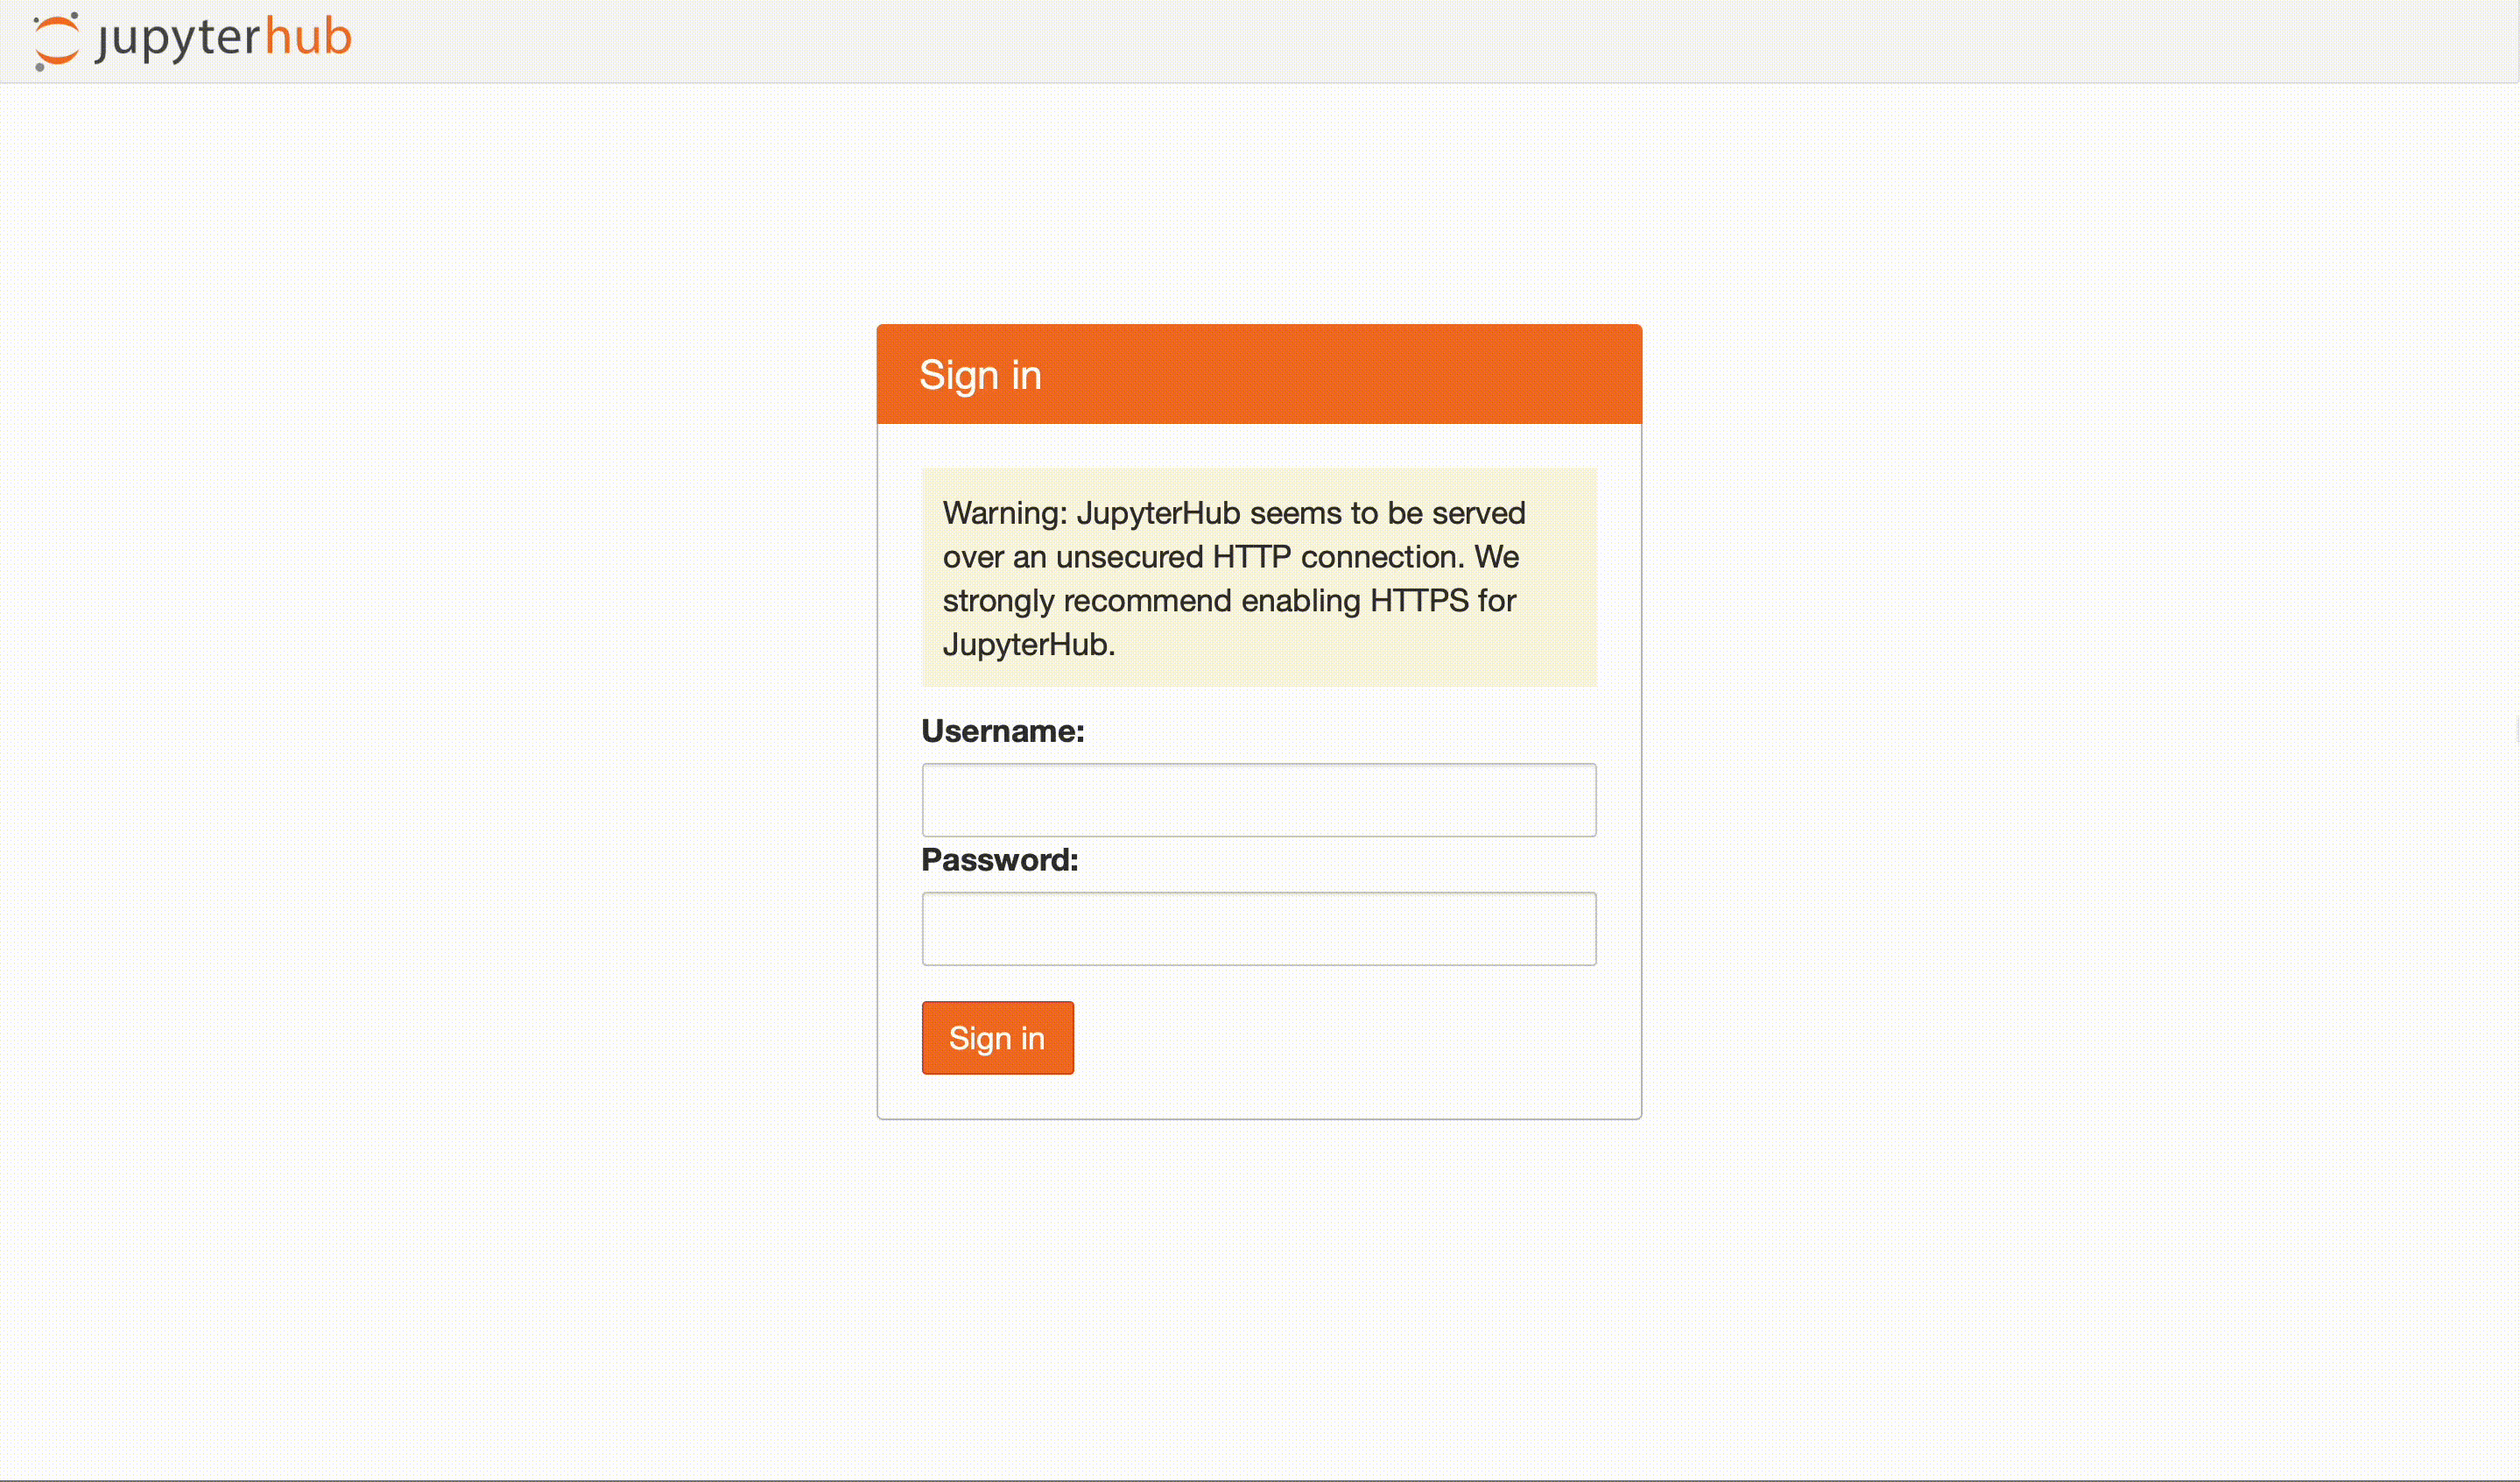 jupyterhub
Sign in
Warning: JupyterHub seems to be served
over an unsecured HTTP connection. We
strongly recommend enabling HTTPS for
JupyterHub.
Username:
Password:
Sign in